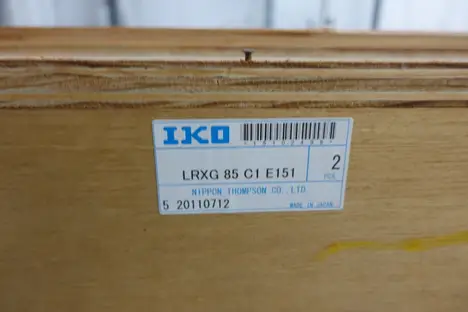 IKO
LRXG 85 C1 E151
2
PCS.
NIPPON THOMPSON CO.,LTD.
5 20110712
MADE IN JAPAN